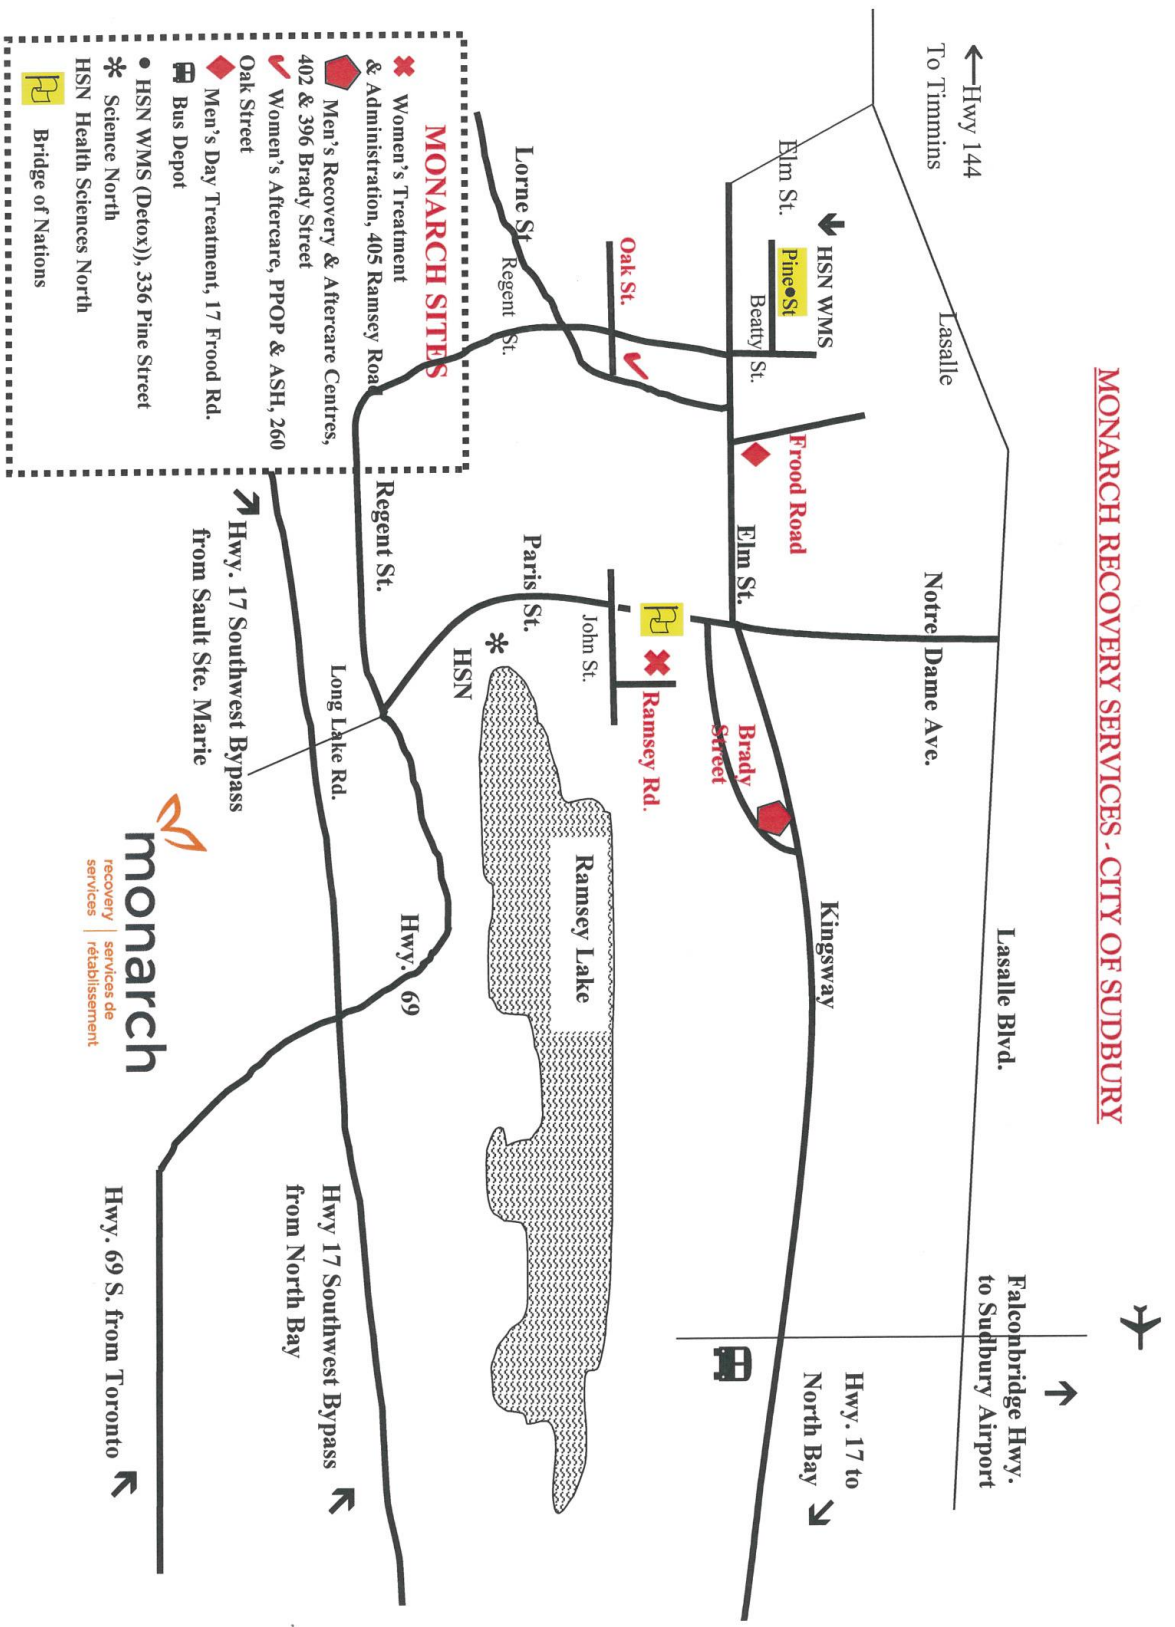 MONARCH RECOVERY SERVICES - CITY OF SUDBURY
←Hwy 144
To Timmins
Lasalle
Lasalle Blvd.
Falconbridge Hwy.
to Sudbury Airport
Notre Dame Ave.
Elm St.
HSN WMS
Pine●St
Beatty St.
Frood Road
Elm St.
Kingsway
Hwy. 17 to
North Bay
Brady
Street
Oak St.
Ramsey Rd.
John St.
Lorne St
Regent St.
Paris St.
HSN
Ramsey Lake
Regent St.
Hwy. 69
Long Lake Rd.
Hwy. 17 Southwest Bypass
from Sault Ste. Marie
Hwy 17 Southwest Bypass
from North Bay
Hwy. 69 S. from Toronto
MONARCH SITES
Women's Treatment
& Administration, 405 Ramsey Road
Men's Recovery & Aftercare Centres,
402 & 396 Brady Street
Women's Aftercare, PPOP & ASH, 260
Oak Street
Men's Day Treatment, 17 Frood Rd.
Bus Depot
● HSN WMS (Detox)), 336 Pine Street
Science North
HSN Health Sciences North
Bridge of Nations
monarch
recovery | services de
services | rétablissement